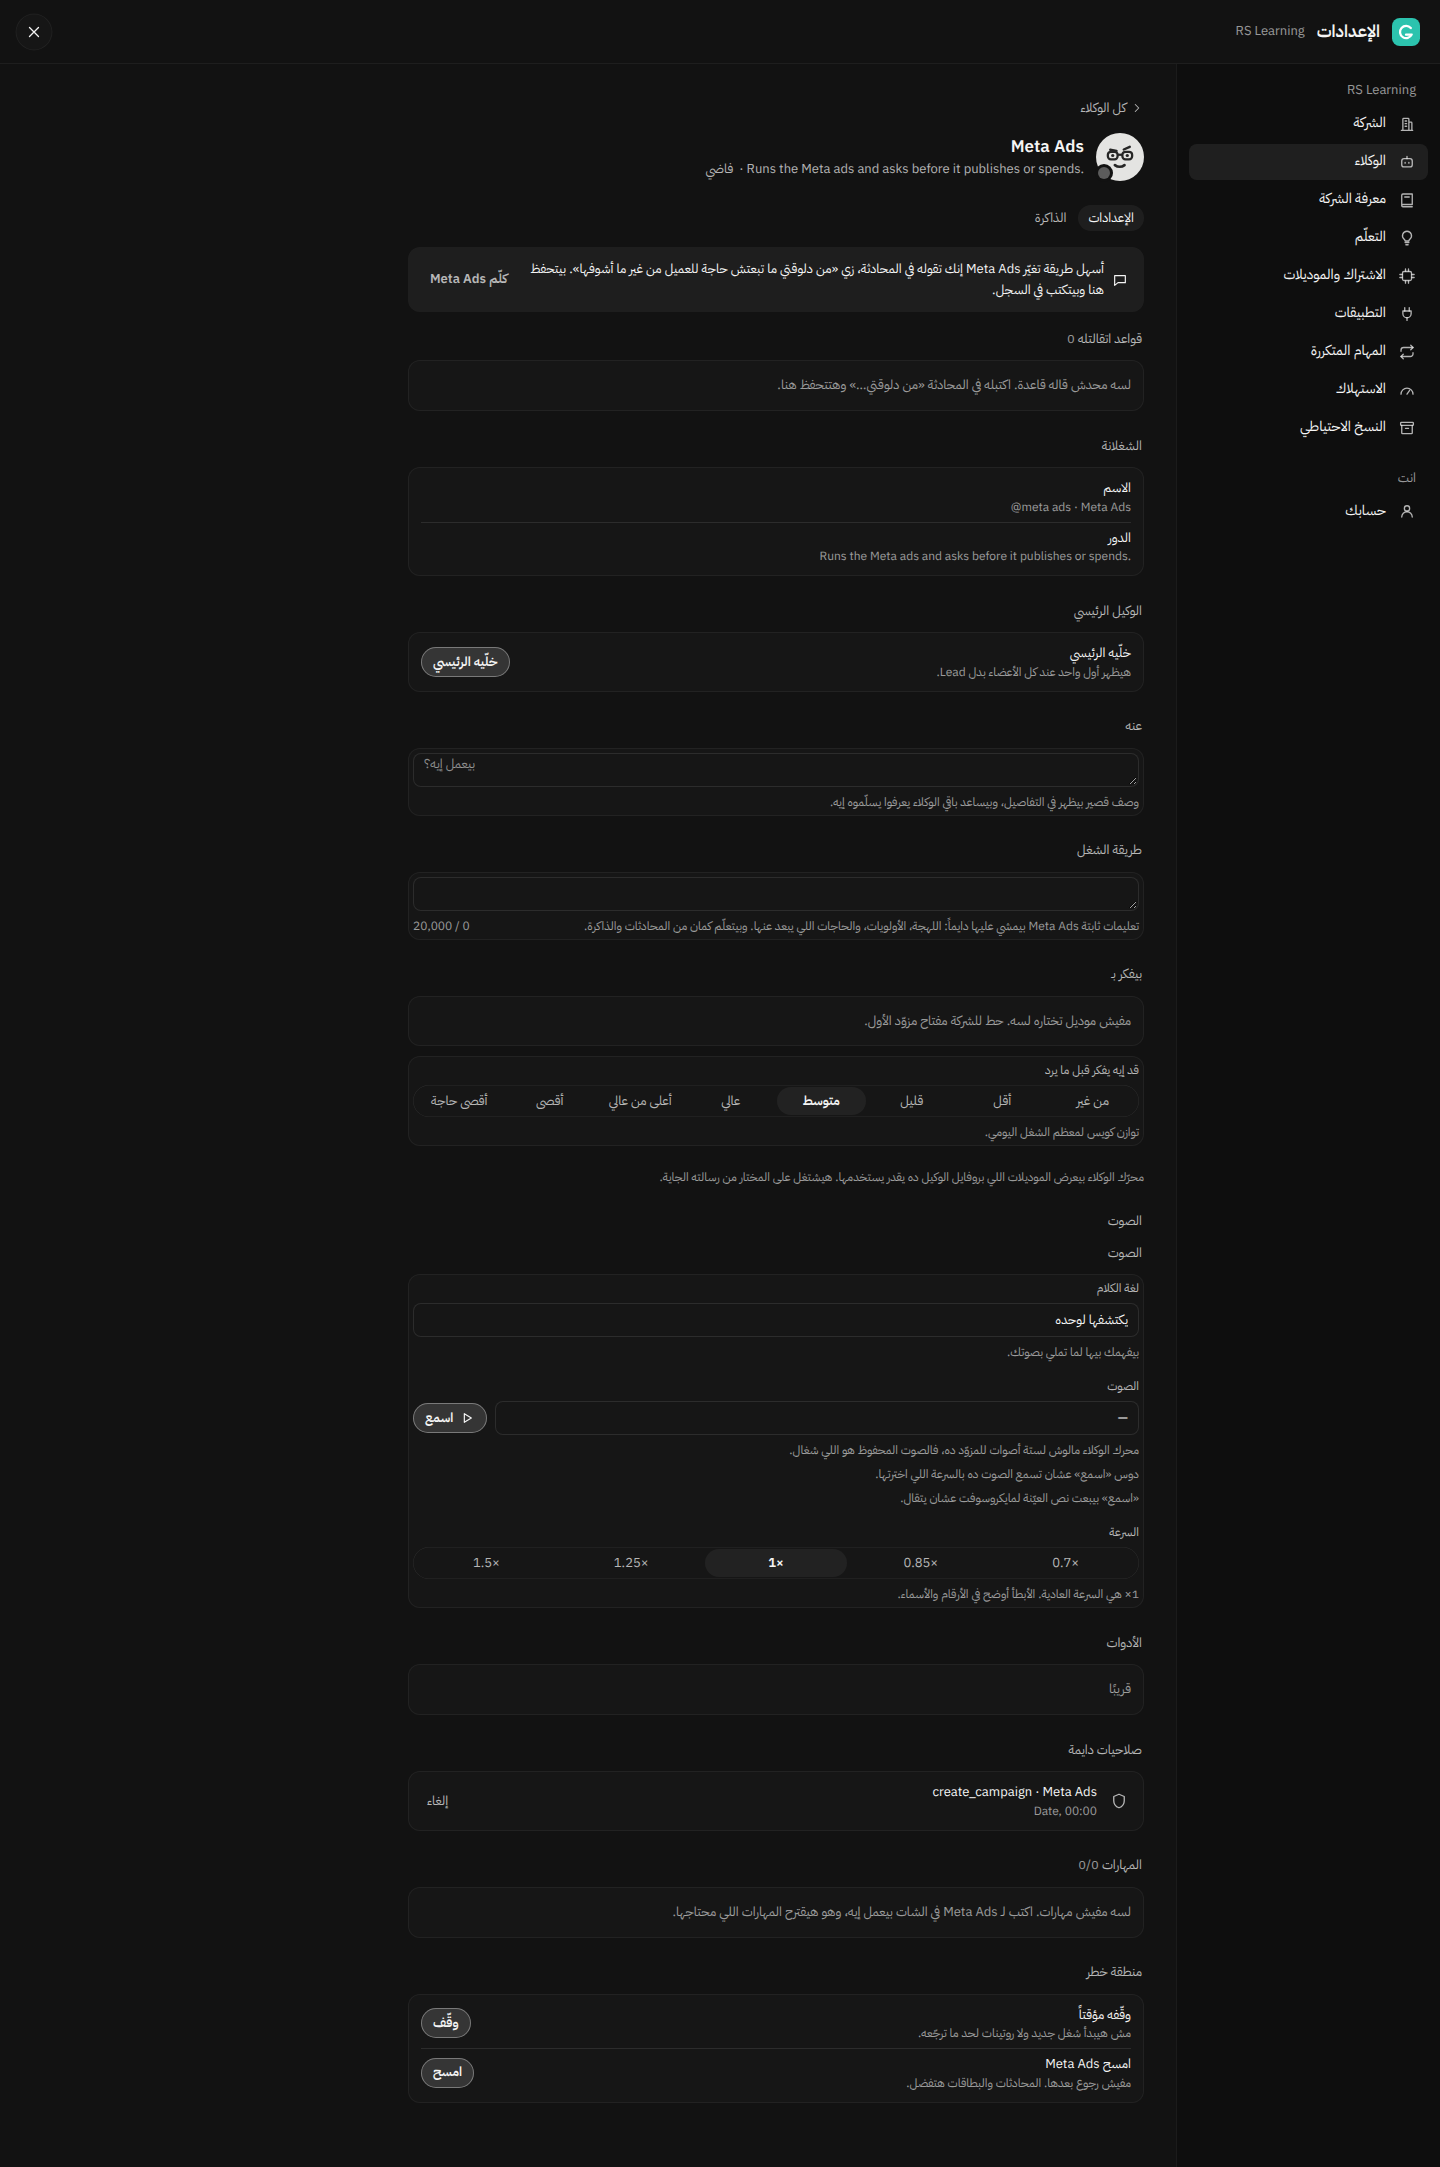 الإعدادات RS Learning
RS Learning
الشركة
الوكلاء
معرفة الشركة
التعلّم
الاشتراك والموديلات
التطبيقات
المهام المتكررة
الاستهلاك
النسخ الاحتياطي
انت
حسابك
كل الوكلاء
Meta Ads
Runs the Meta ads and asks before it publishes or spends. · فاضي
الإعدادات الذاكرة
أسهل طريقة تغيّر Meta Ads إنك تقوله في المحادثة، زي «من دلوقتي ما تبعتش حاجة للعميل من غير ما أشوفها». بيتحفظ
هنا وبيتكتب في السجل.
كلّم Meta Ads
قواعد اتقالتله 0
لسه محدش قاله قاعدة. اكتبله في المحادثة «من دلوقتي…» وهتتحفظ هنا.
الشغلانة
الاسم
@meta ads · Meta Ads
الدور
Runs the Meta ads and asks before it publishes or spends.
الوكيل الرئيسي
خلّيه الرئيسي
هيظهر أول واحد عند كل الأعضاء بدل Lead.
خلّيه الرئيسي
عنه
بيعمل إيه؟
وصف قصير بيظهر في التفاصيل، وبيساعد باقي الوكلاء يعرفوا يسلّموه إيه.
طريقة الشغل
تعليمات ثابتة Meta Ads بيمشي عليها دايماً: اللهجة، الأولويات، والحاجات اللي يبعد عنها. وبيتعلّم كمان من المحادثات والذاكرة.
0 / 20,000
بيفكر بـ
مفيش موديل تختاره لسه. حط للشركة مفتاح مزوّد الأول.
قد إيه يفكر قبل ما يرد
من غير أقل قليل متوسط عالي أعلى من عالي أقصى أقصى حاجة
توازن كويس لمعظم الشغل اليومي.
محرّك الوكلاء بيعرض الموديلات اللي بروفايل الوكيل ده يقدر يستخدمها. هيشتغل على المختار من رسالته الجاية.
الصوت
الصوت
لغة الكلام
يكتشفها لوحده
بيفهمك بيها لما تملي بصوتك.
الصوت
–
اسمع
محرك الوكلاء مالوش لستة أصوات للمزوّد ده، فالصوت المحفوظ هو اللي شغال.
دوس «اسمع» عشان تسمع الصوت ده بالسرعة اللي اخترتها.
«اسمع» بيبعت نص العيّنة لمايكروسوفت عشان يتقال.
السرعة
0.7× 0.85× 1× 1.25× 1.5×
1× هي السرعة العادية. الأبطأ أوضح في الأرقام والأسماء.
الأدوات
قريبًا
صلاحيات دايمة
create_campaign · Meta Ads
Date, 00:00
إلغاء
المهارات 0/0
لسه مفيش مهارات. اكتب لـ Meta Ads في الشات بيعمل إيه، وهو هيقترح المهارات اللي محتاجها.
منطقة خطر
وقّفه مؤقتاً
مش هيبدأ شغل جديد ولا روتينات لحد ما ترجّعه.
وقّف
امسح Meta Ads
مفيش رجوع بعدها. المحادثات والبطاقات هتفضل.
امسح